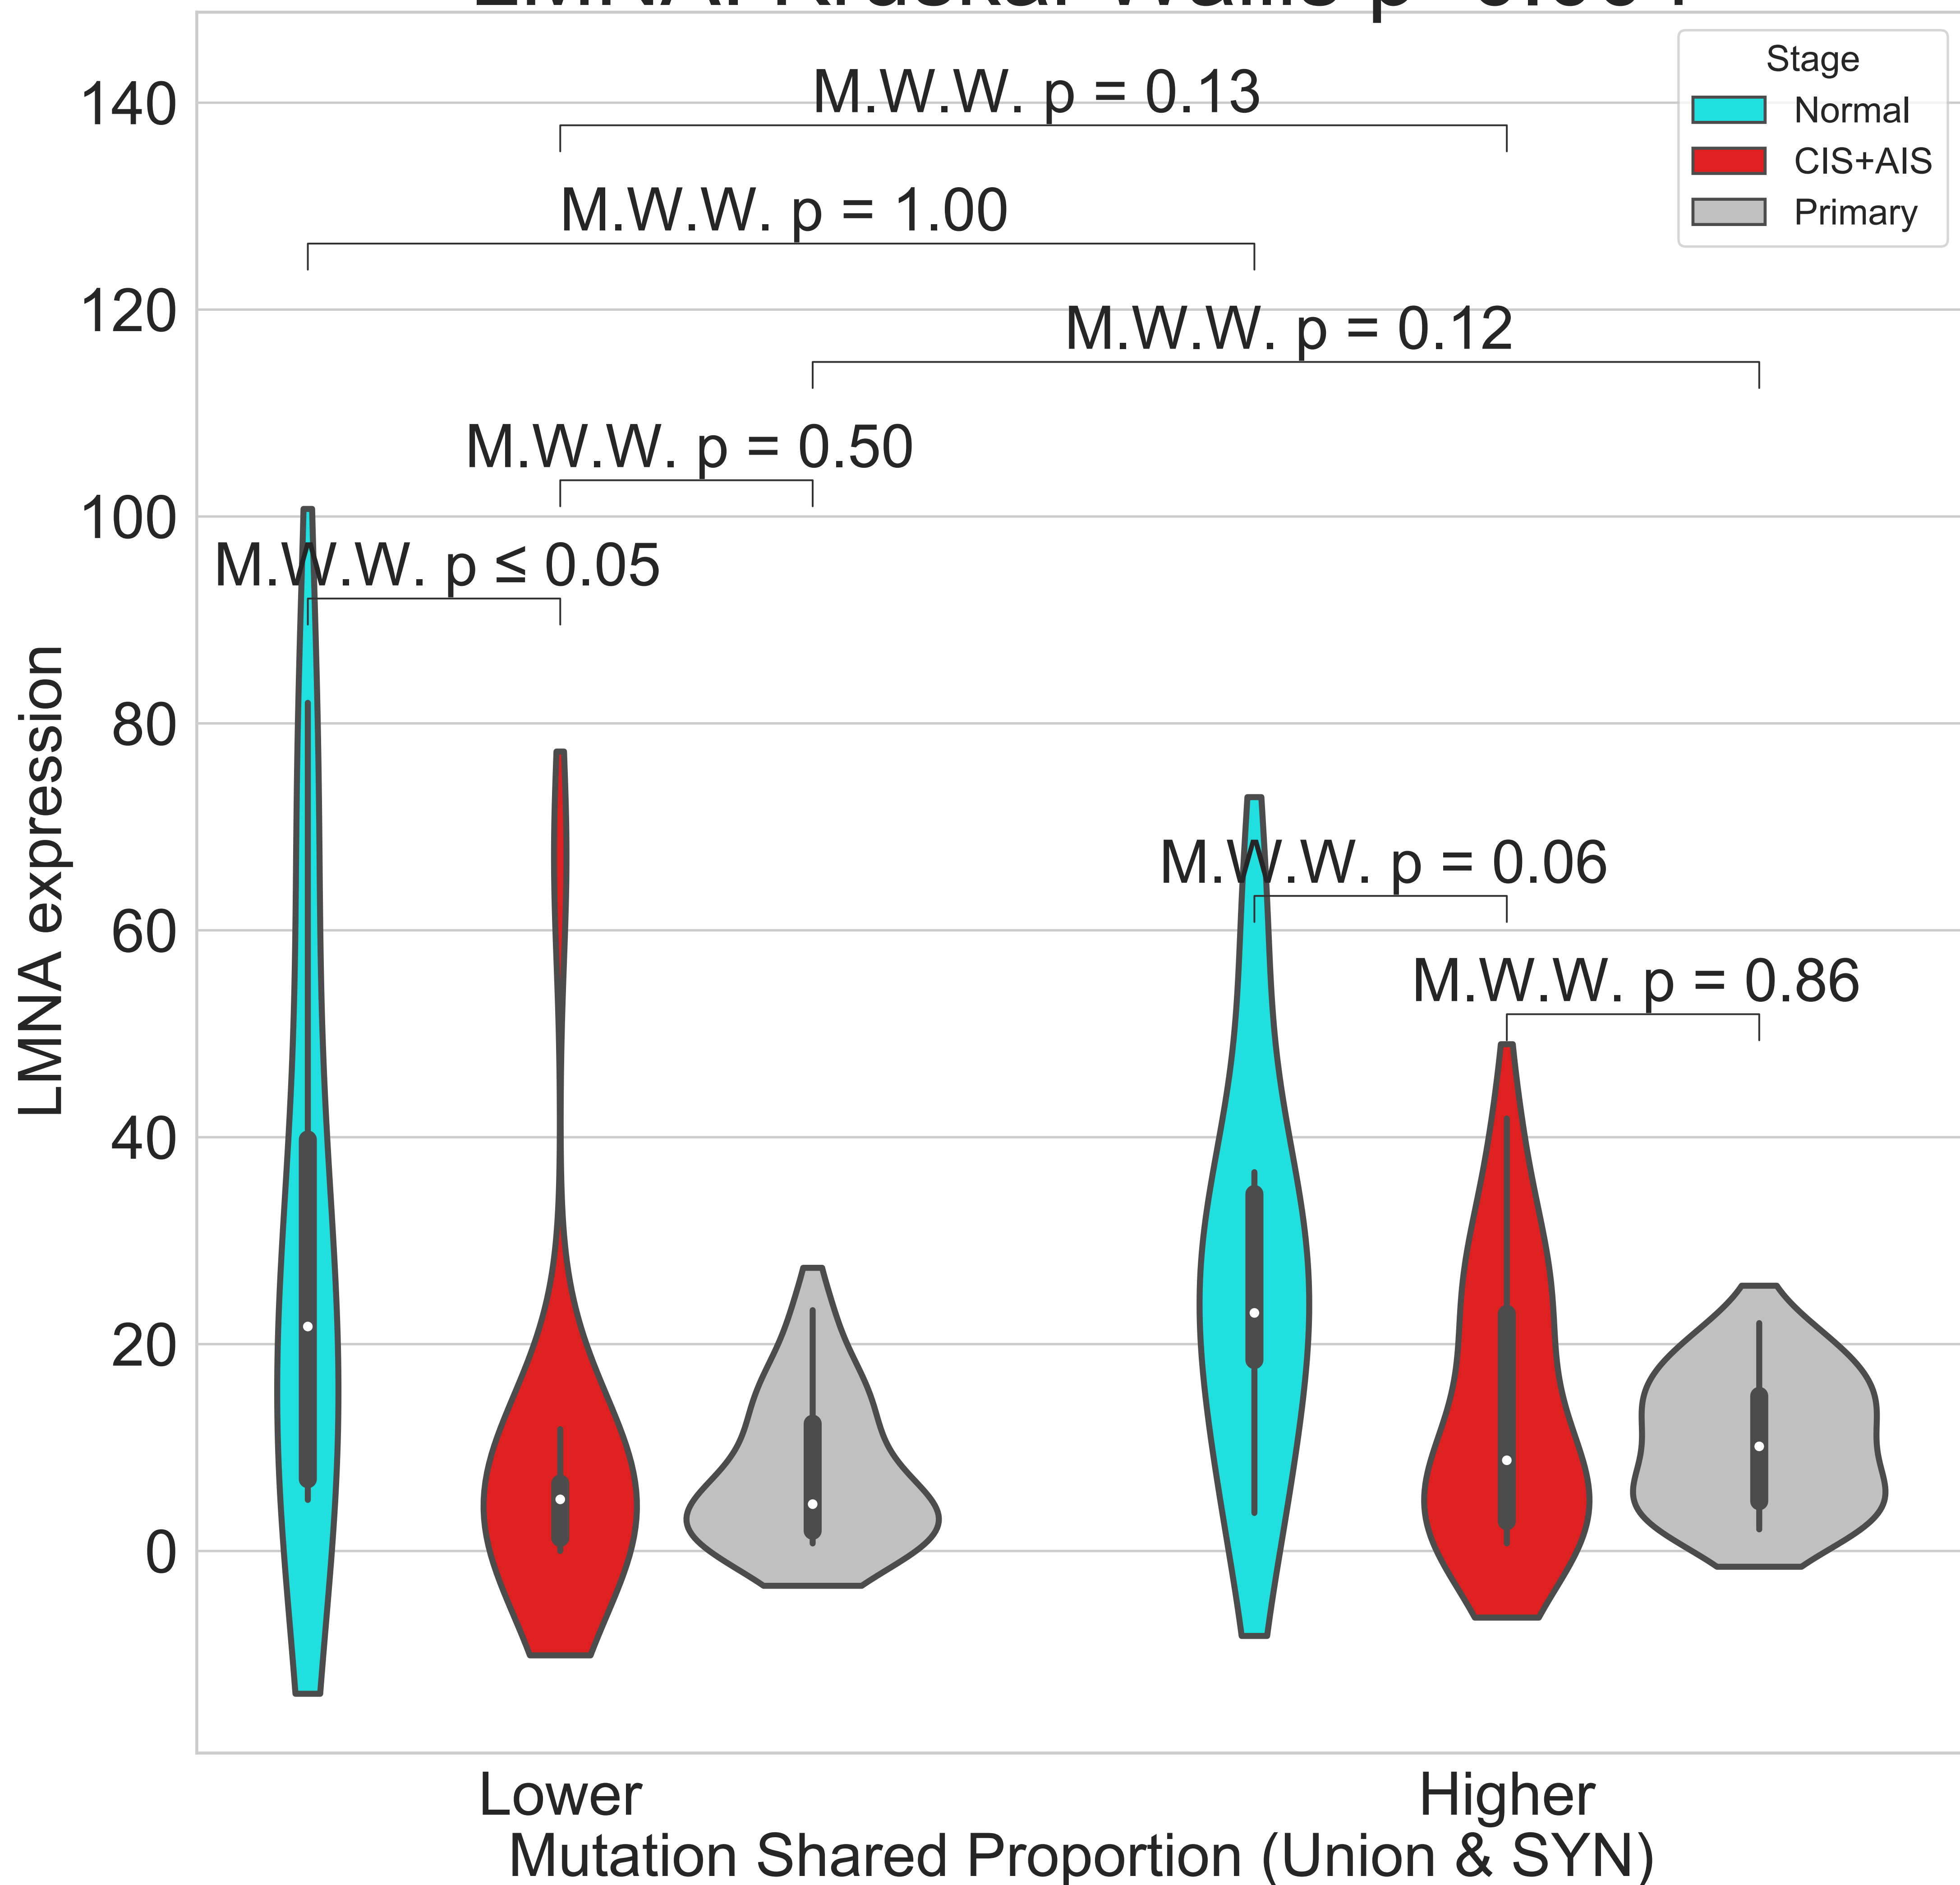 Stage
Normal
CIS+AIS
Primary
M.W.W. p = 0.13
M.W.W. p = 1.00
M.W.W. p = 0.12
M.W.W. p = 0.50
M.W.W. p ≤ 0.05
M.W.W. p = 0.06
M.W.W. p = 0.86
140
120
100
80
60
40
20
0
LMNA expression
Lower
Higher
Mutation Shared Proportion (Union & SYN)